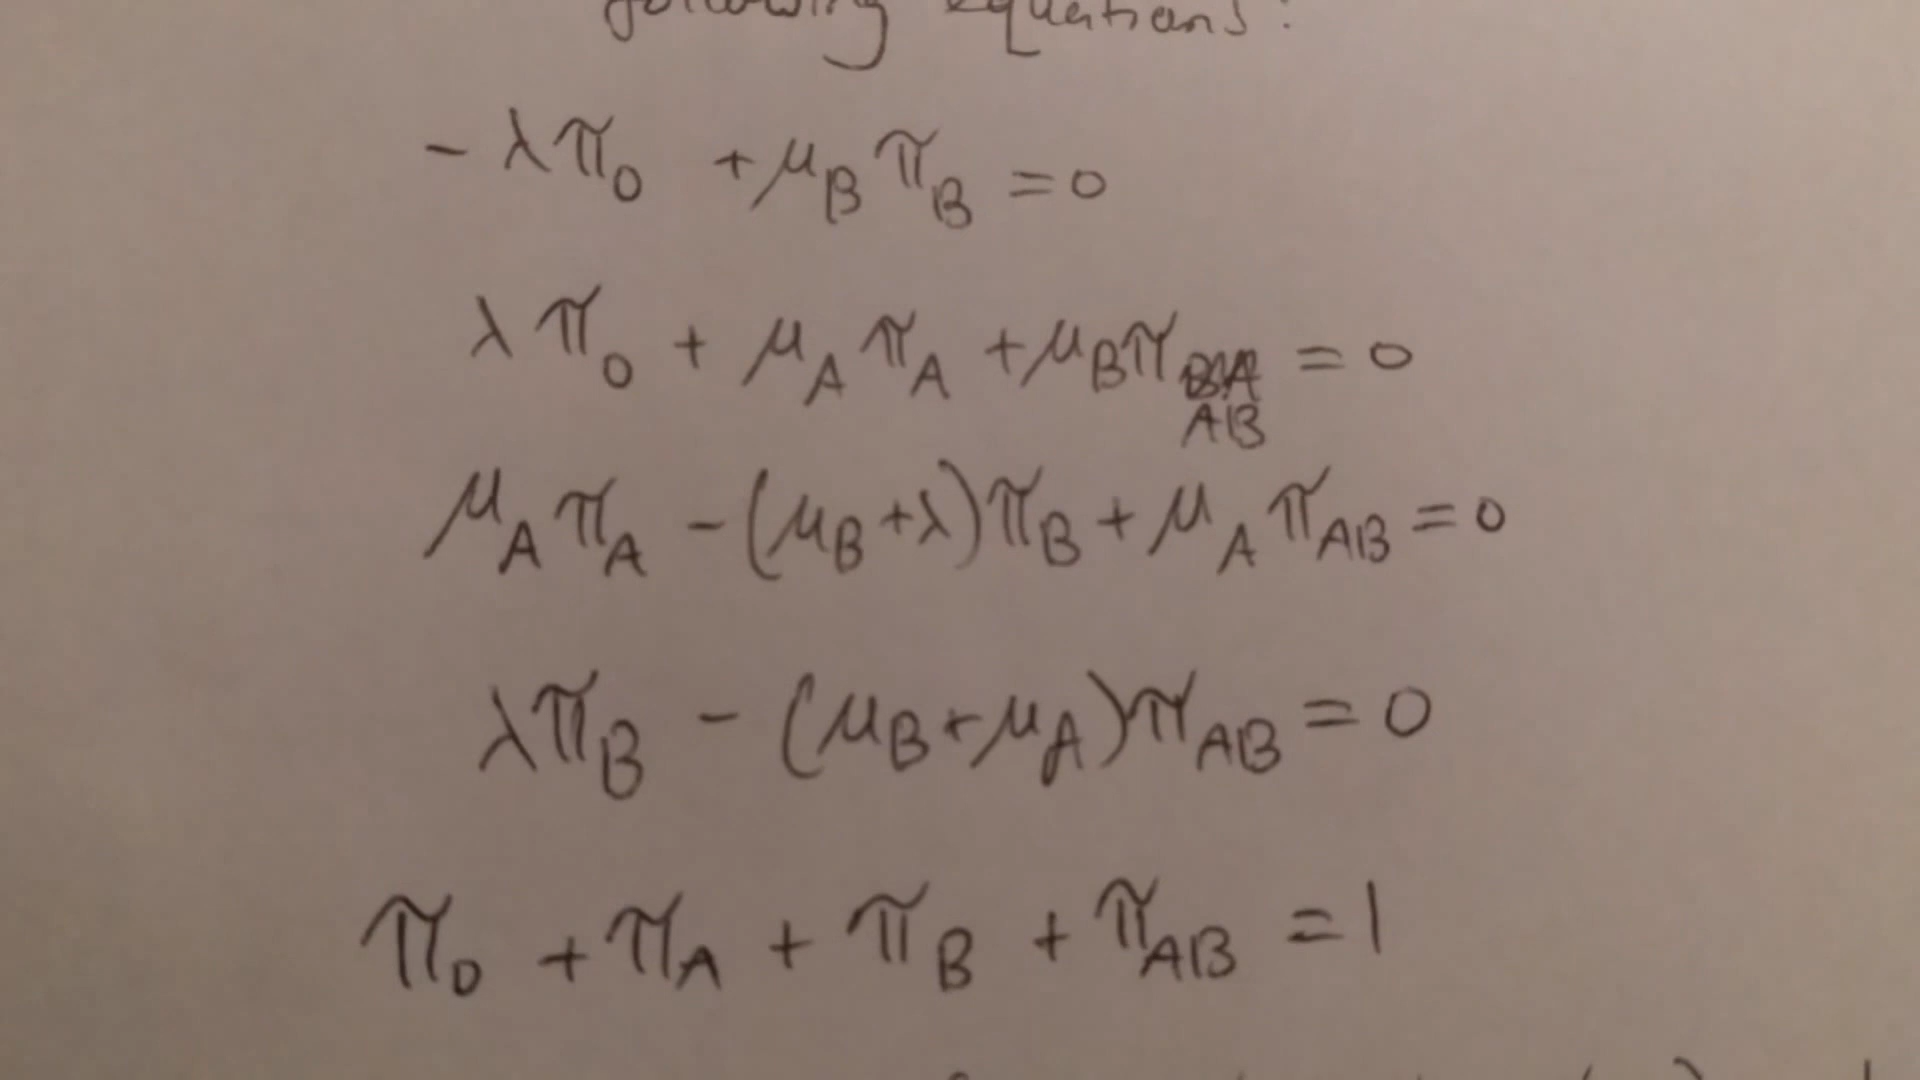 following equations:
- λπ₀ + μ_B π_B = 0
λπ₀ + μ_A π_A + μ_B π_AB = 0
μ_A π_A - (μ_B + λ)π_B + μ_A π_AB = 0
λπ_B - (μ_B + μ_A)π_AB = 0
π₀ + π_A + π_B + π_AB = 1